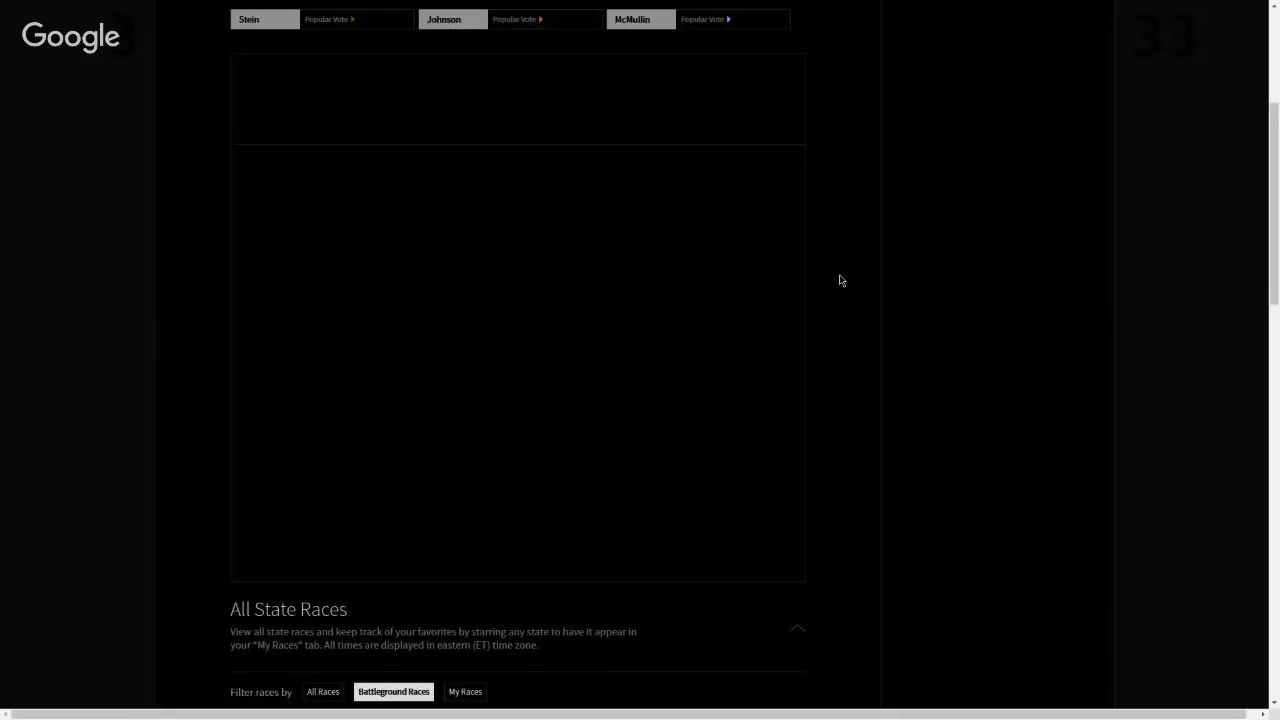 Google
Stein Popular Vote Johnson Popular Vote McMullin Popular Vote
33
All State Races
View all state races and keep track of your favorites by starring any state to have it appear in
your “My Races” tab. All times are displayed in eastern (ET) time zone.
Filter races by All Races Battleground Races My Races